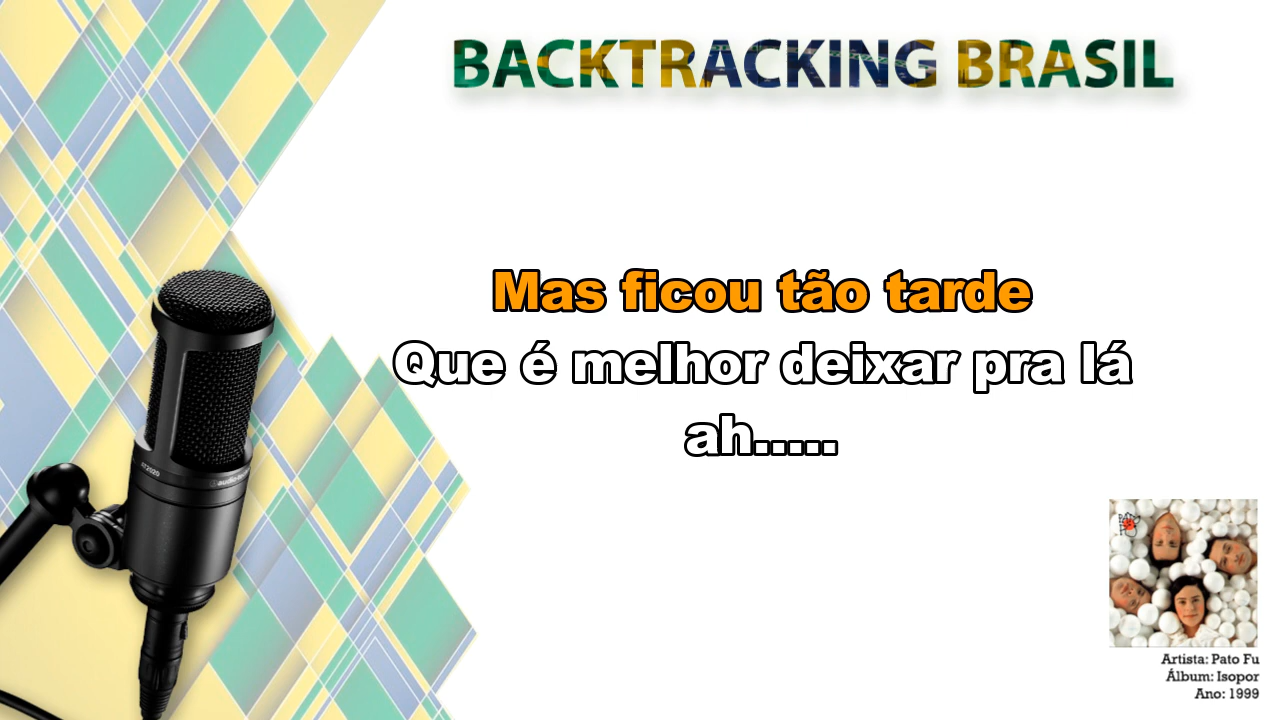 BACKTRACKING BRASIL
Mas ficou tão tarde
Que é melhor deixar pra lá
ah.....
AT2020
Artista: Pato Fu
Álbum: Isopor
Ano: 1999